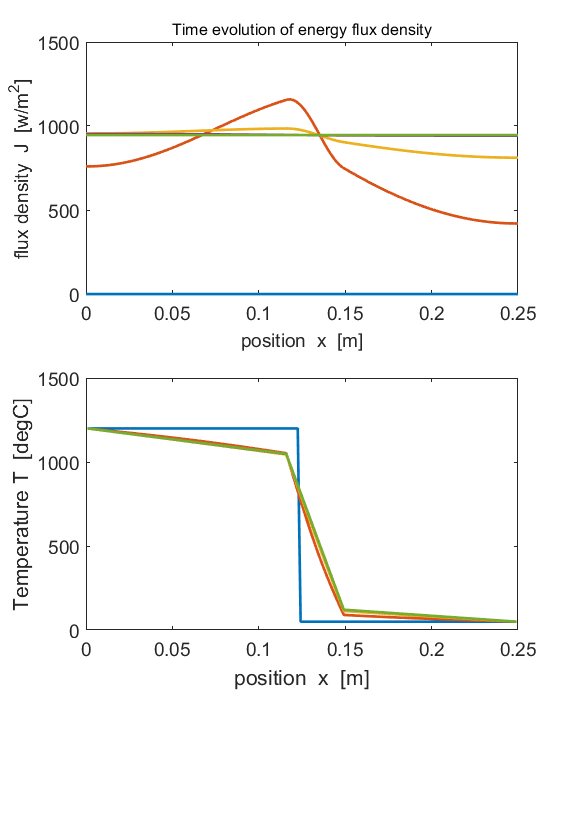 Time evolution of energy flux density
1500
1000
500
0
flux density J [w/m²]
0 0.05 0.1 0.15 0.2 0.25
position x [m]
1500
1000
500
0
Temperature T [degC]
0 0.05 0.1 0.15 0.2 0.25
position x [m]